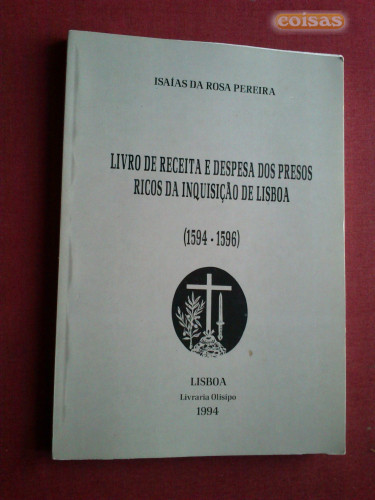 coisas
ISAÍAS DA ROSA PEREIRA
LIVRO DE RECEITA E DESPESA DOS PRESOS
RICOS DA INQUISIÇÃO DE LISBOA
(1594 - 1596)
LISBOA
Livraria Olisipo
1994